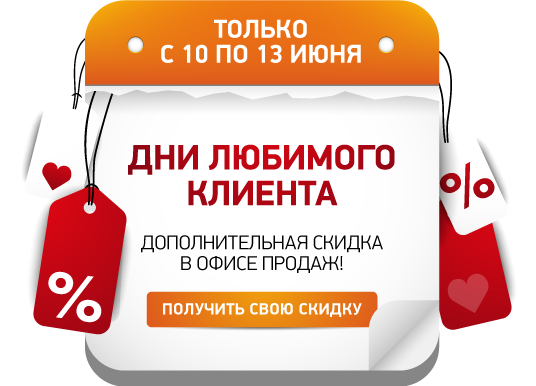 ТОЛЬКО
С 10 ПО 13 ИЮНЯ
ДНИ ЛЮБИМОГО
КЛИЕНТА
ДОПОЛНИТЕЛЬНАЯ СКИДКА
В ОФИСЕ ПРОДАЖ!
ПОЛУЧИТЬ СВОЮ СКИДКУ
%
%